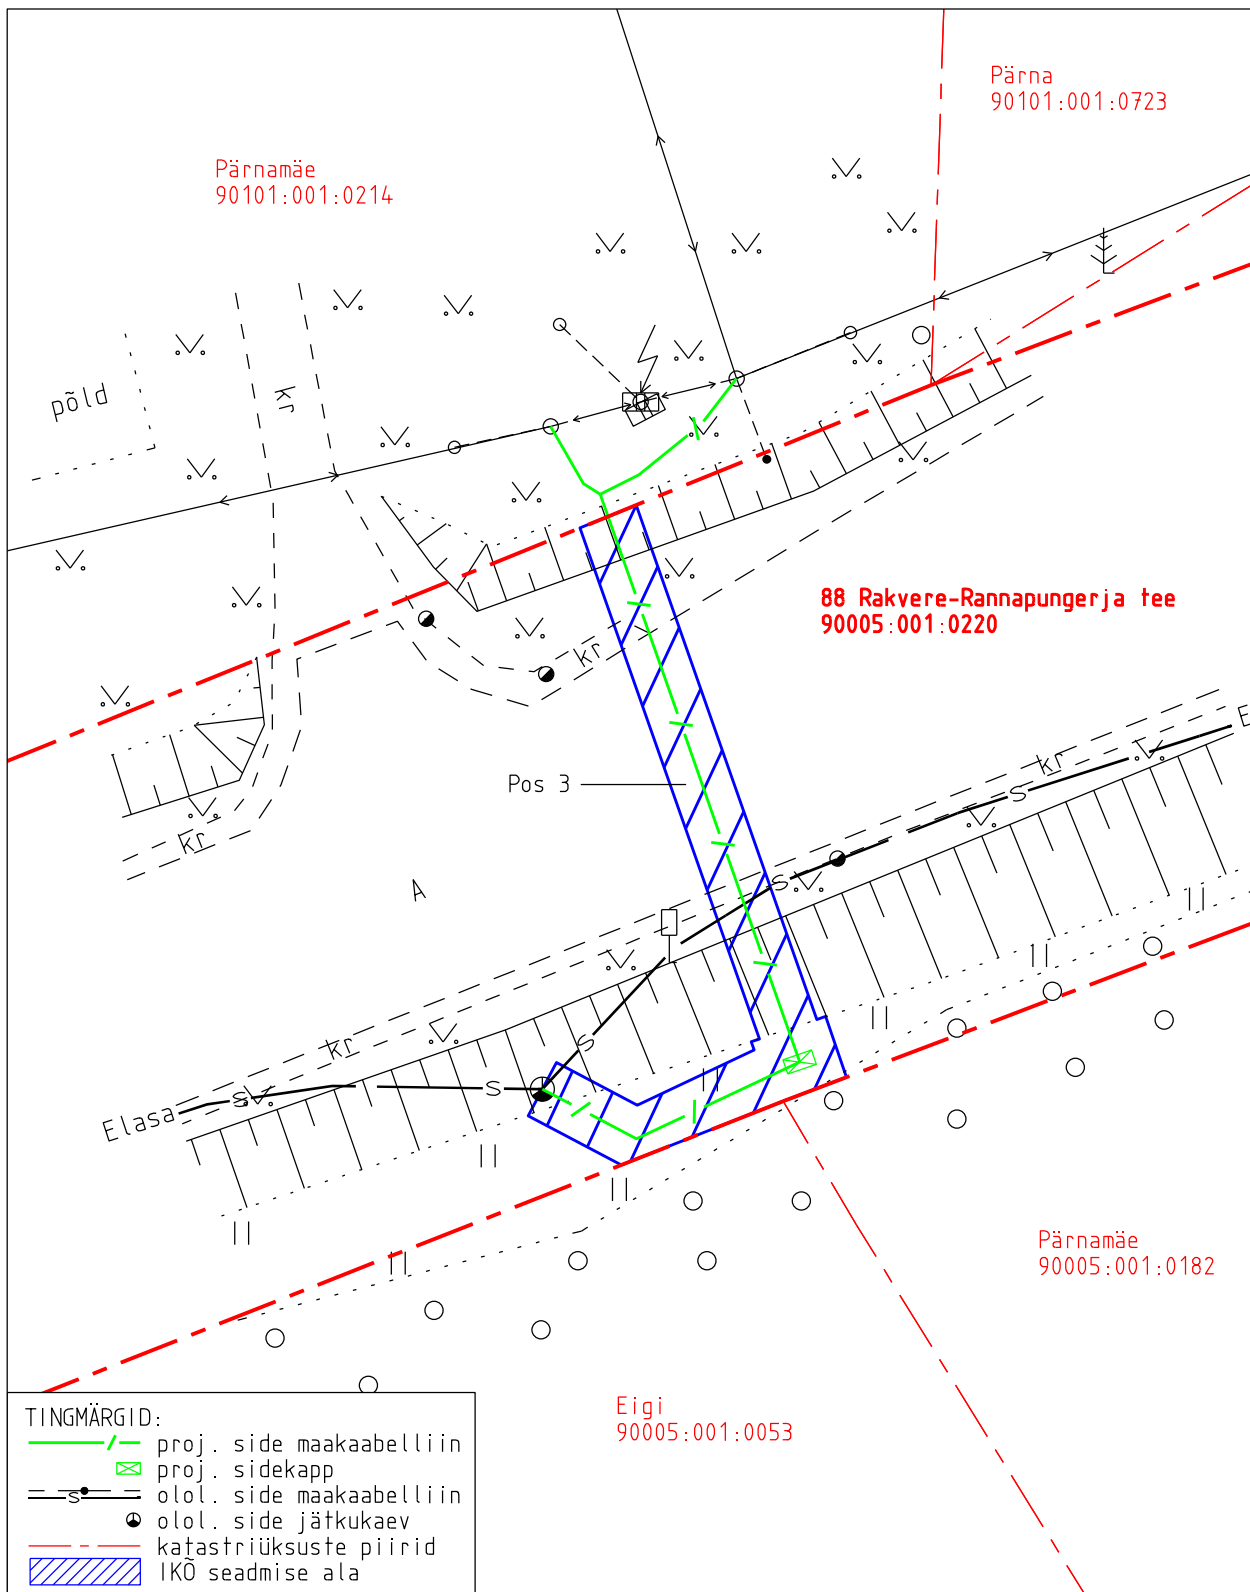 Pärna
90101:001:0723
Pärnamäe
90101:001:0214
põld
kr
88 Rakvere-Rannapungerja tee
90005:001:0220
kr
E
kr
Pos 3
S
kr
A
S
kr
S
S
Elasa
Pärnamäe
90005:001:0182
Eigi
90005:001:0053
TINGMÄRGID:
proj. side maakaabelliin
proj. sidekapp
S
olol. side maakaabelliin
olol. side jätkukaev
katastriüksuste piirid
IKÕ seadmise ala